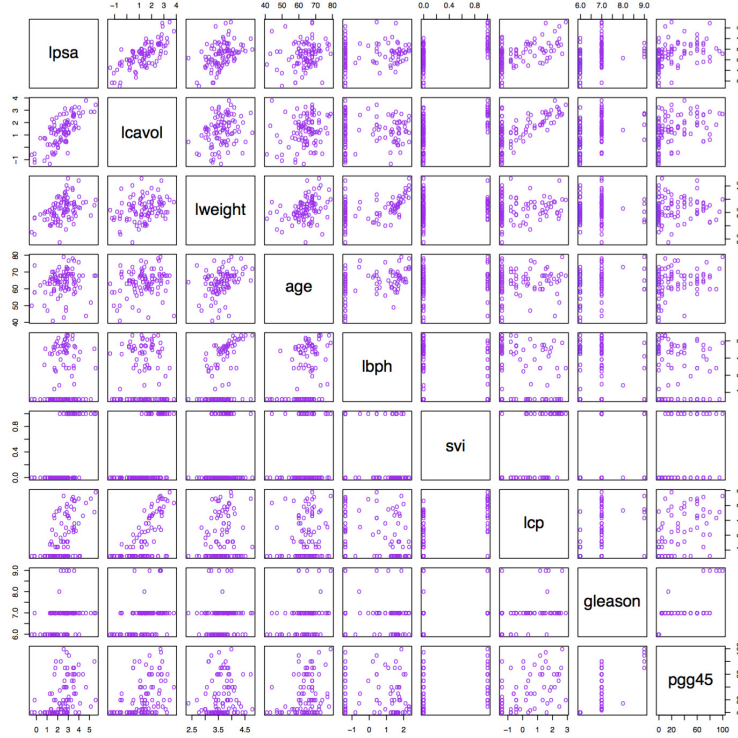 −1 0 1 2 3 4
40 50 60 70 80
0.0 0.4 0.8
6.0 7.0 8.0 9.0
lpsa
lcavol
−1 0 1 2 3 4
lweight
age
40 50 60 70 80
lbph
svi
0.0 0.4 0.8
lcp
gleason
6.0 7.0 8.0 9.0
pgg45
0 1 2 3 4 5
2.5 3.5 4.5
−1 0 1 2
−1 0 1 2 3
0 20 40 60 80 100